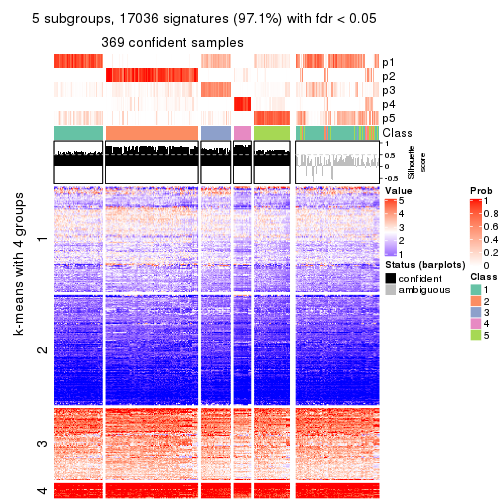 5 subgroups, 17036 signatures (97.1%) with fdr < 0.05
369 confident samples
p1
p2
p3
p4
p5
Class
1
0.5
0
-0.5
Silhouette
score
k-means with 4 groups
1
2
3
4
Value
5
4
3
2
1
Status (barplots)
confident
ambiguous
Prob
1
0.8
0.6
0.4
0.2
0
Class
1
2
3
4
5